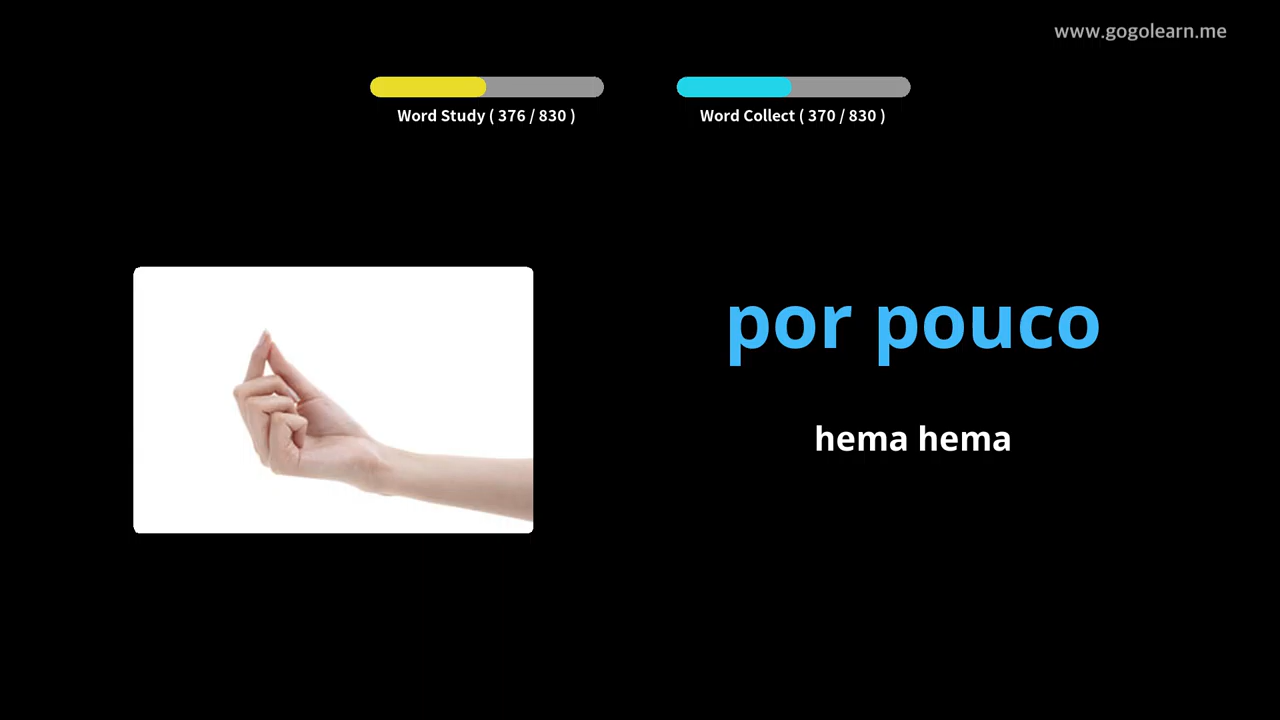 www.gogolearn.me
Word Study ( 376 / 830 )
Word Collect ( 370 / 830 )
por pouco
hema hema